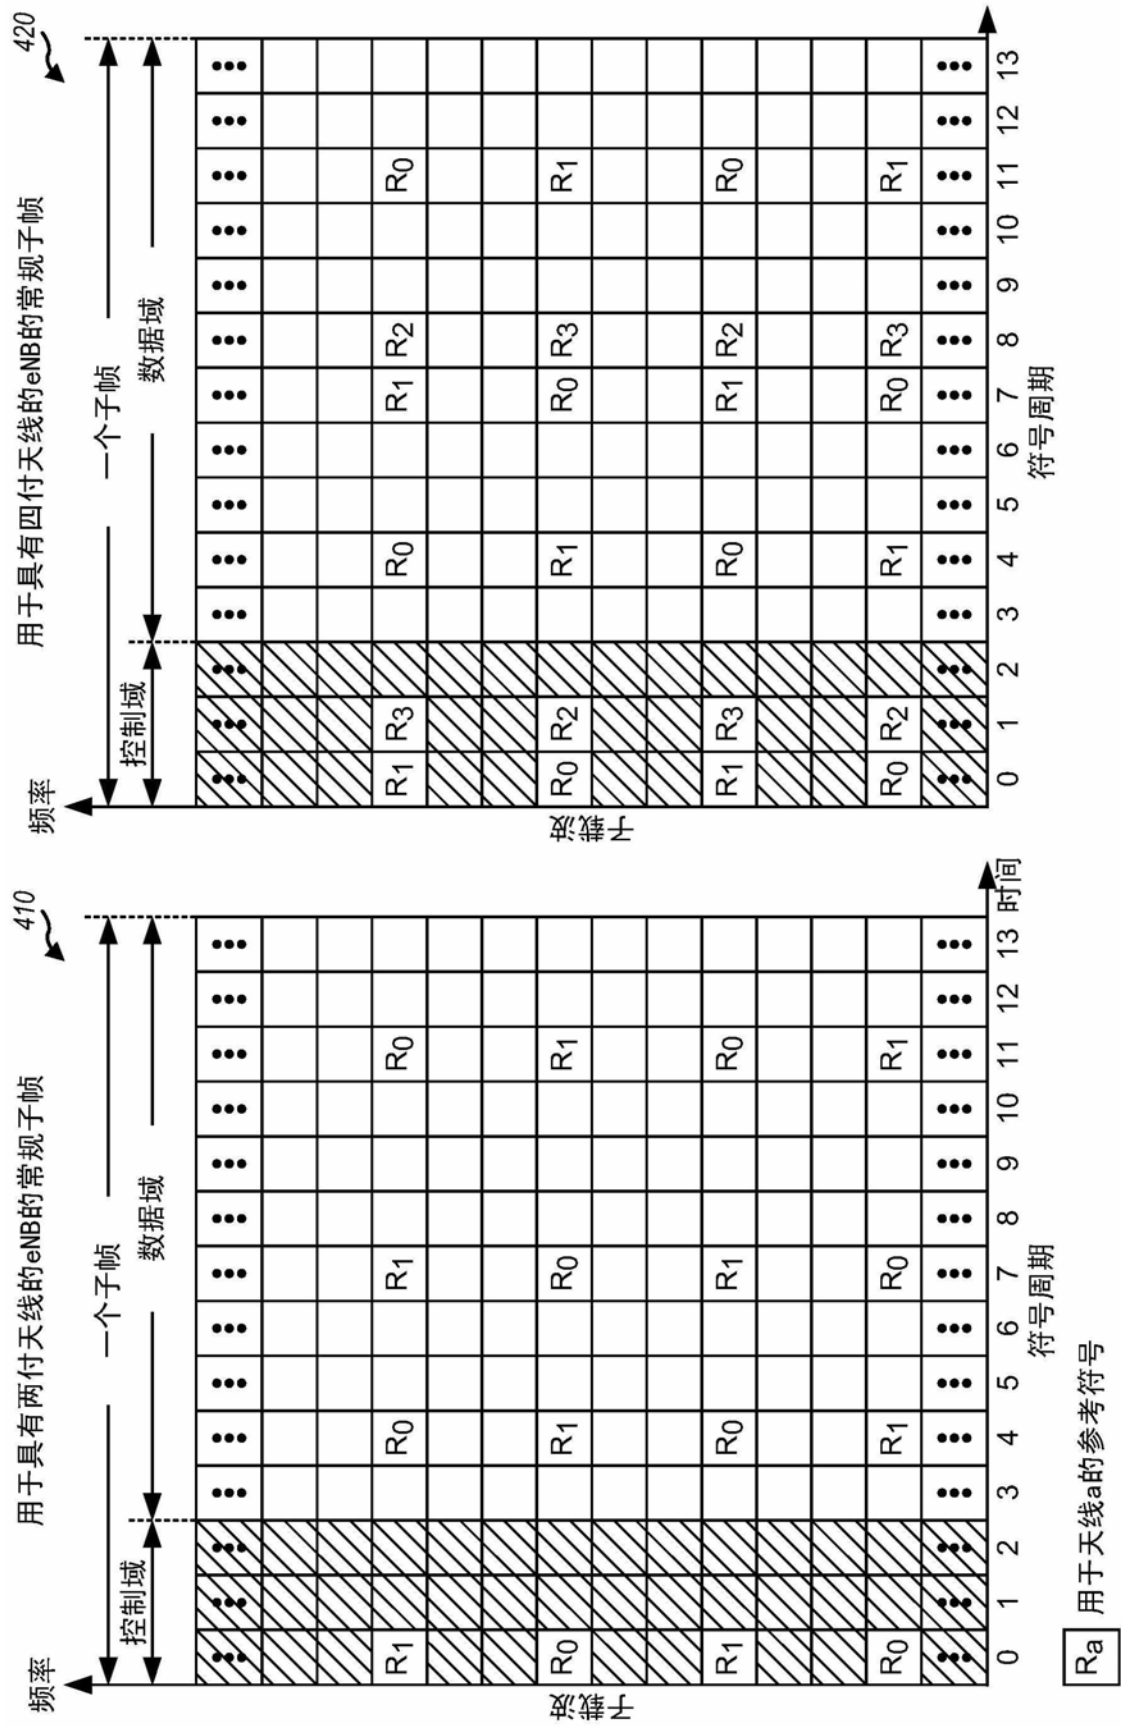 用于具有两付天线的eNB的常规子帧
410
频率
一个子帧
控制域
数据域
子载波
R1 R0 R1 R0
R0 R1 R0 R1
R1 R0 R1 R0
R0 R1 R0 R1
0 1 2 3 4 5 6 7 8 9 10 11 12 13
时间
符号周期
用于具有四付天线的eNB的常规子帧
420
频率
一个子帧
控制域
数据域
子载波
R1 R3 R0 R1 R2 R0
R0 R2 R1 R0 R3 R1
R1 R3 R0 R1 R2 R0
R0 R2 R1 R0 R3 R1
0 1 2 3 4 5 6 7 8 9 10 11 12 13
符号周期
Ra 用于天线a的参考符号